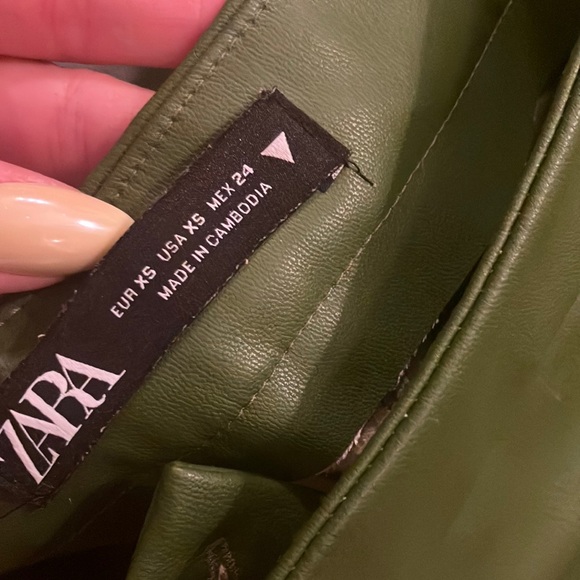 ZARA
EUR XS USA XS MEX 24
MADE IN CAMBODIA